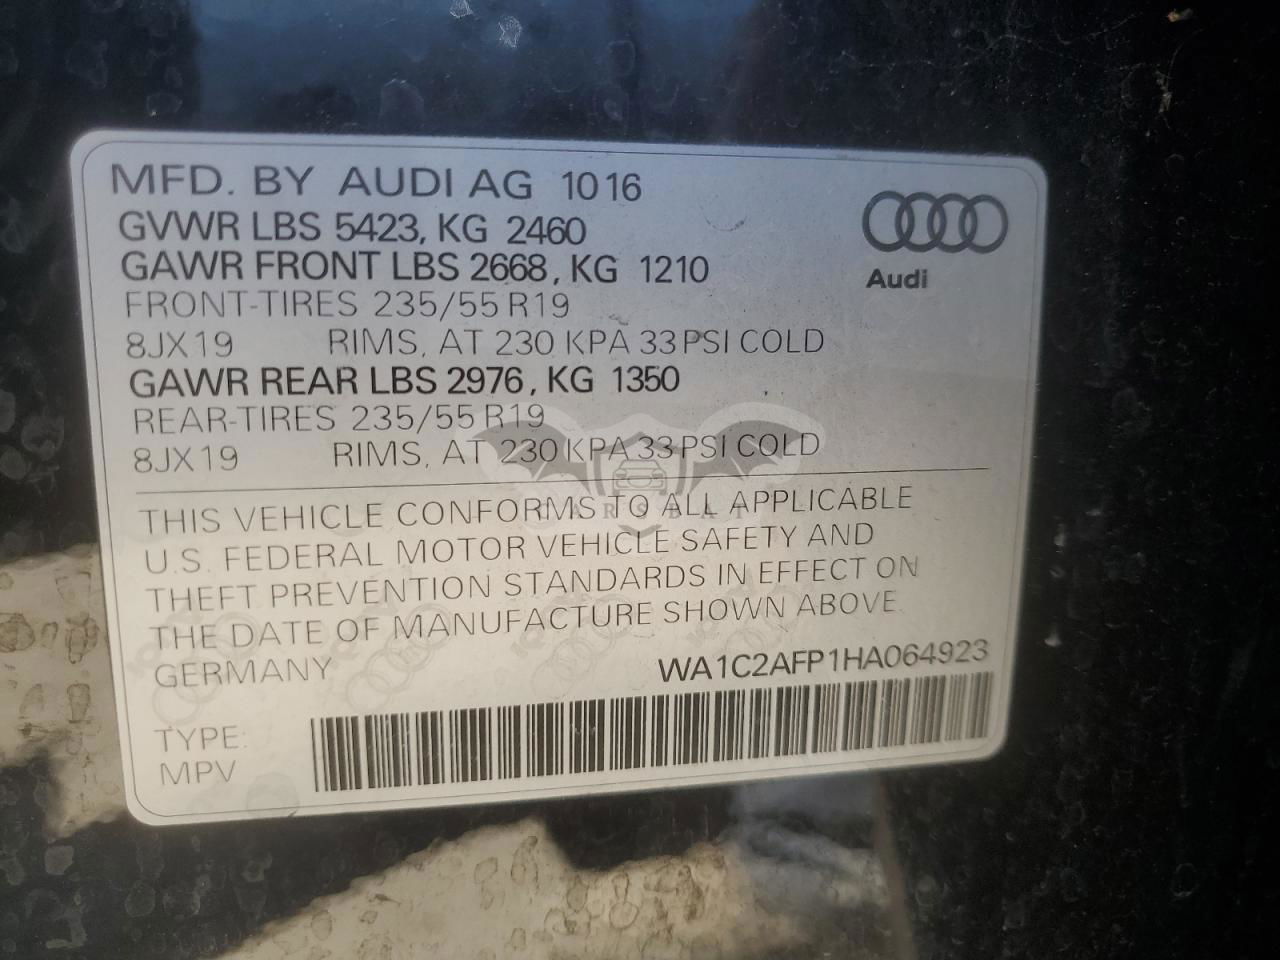 MFD. BY AUDI AG 10 16
GVWR LBS 5423, KG 2460
GAWR FRONT LBS 2668, KG 1210
FRONT-TIRES 235/55 R19
8JX19 RIMS, AT 230 KPA 33 PSI COLD
GAWR REAR LBS 2976, KG 1350
REAR-TIRES 235/55 R19
8JX19 RIMS, AT 230 KPA 33 PSI COLD
Audi
CARSBAT
THIS VEHICLE CONFORMS TO ALL APPLICABLE
U.S. FEDERAL MOTOR VEHICLE SAFETY AND
THEFT PREVENTION STANDARDS IN EFFECT ON
THE DATE OF MANUFACTURE SHOWN ABOVE.
GERMANY WA1C2AFP1HA064923
TYPE:
MPV